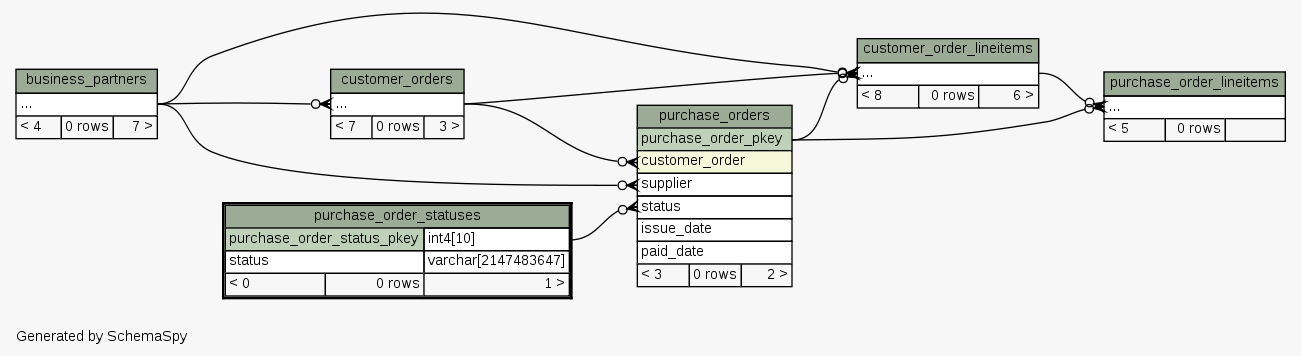 business_partners
...
< 4 0 rows 7 >
customer_orders
...
< 7 0 rows 3 >
customer_order_lineitems
...
< 8 0 rows 6 >
purchase_order_lineitems
...
< 5 0 rows
purchase_orders
purchase_order_pkey
customer_order
supplier
status
issue_date
paid_date
< 3 0 rows 2 >
purchase_order_statuses
purchase_order_status_pkey int4[10]
status varchar[2147483647]
< 0 0 rows 1 >
Generated by SchemaSpy